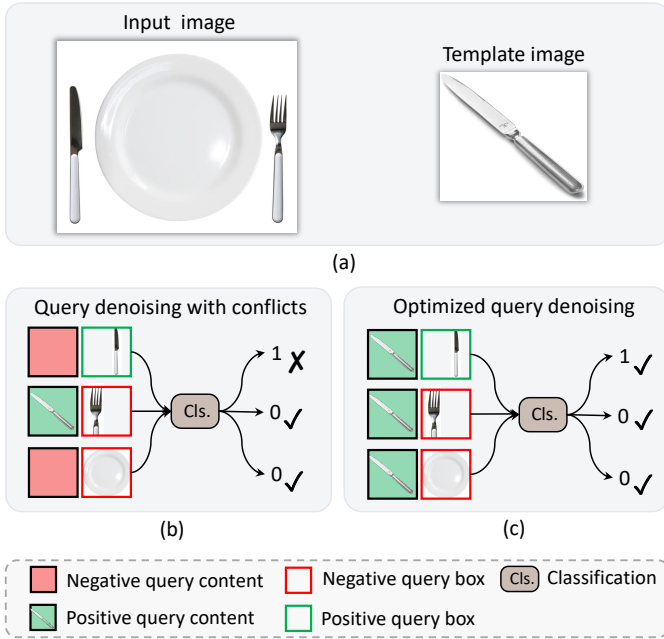 Input image
Template image
(a)
Query denoising with conflicts
1 ✗
Cls.
0 ✓
0 ✓
(b)
Optimized query denoising
1 ✓
Cls.
0 ✓
0 ✓
(c)
Negative query content
Negative query box
Cls. Classification
Positive query content
Positive query box